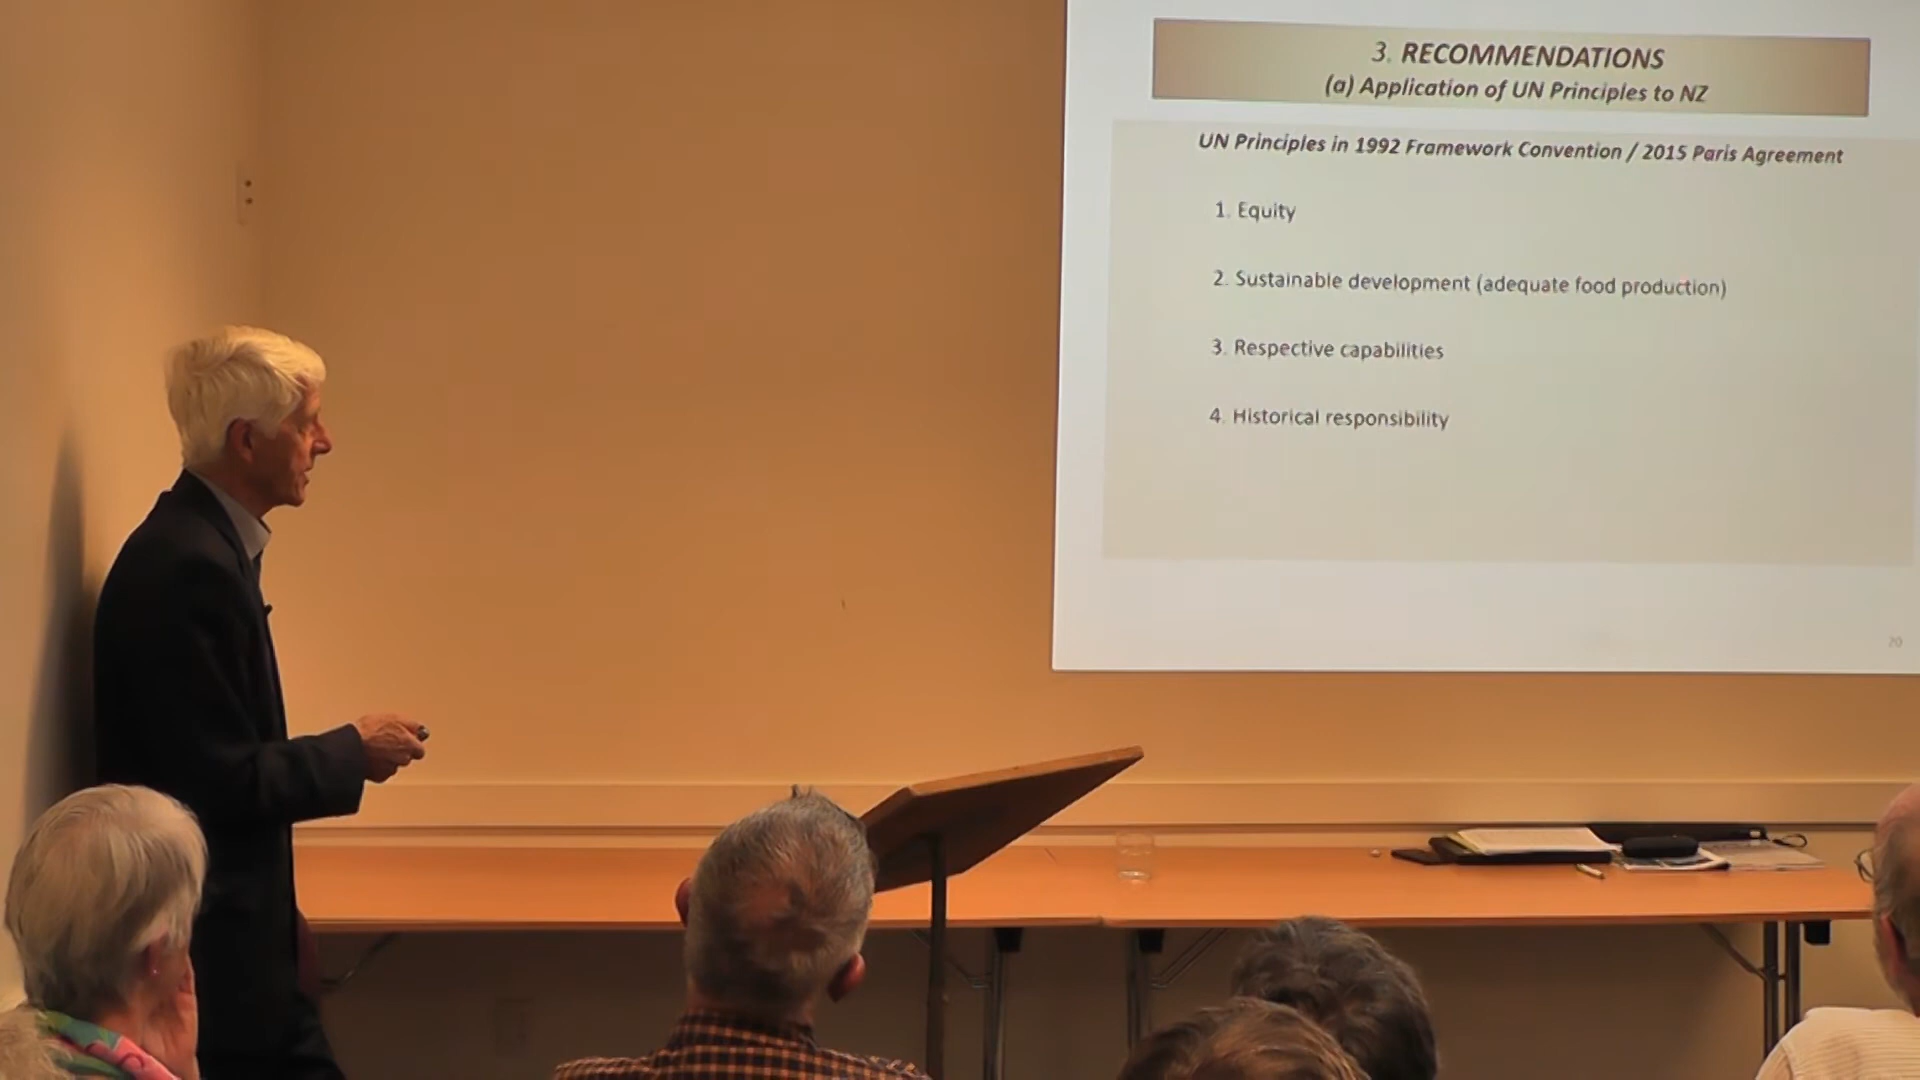 3. RECOMMENDATIONS
(a) Application of UN Principles to NZ
UN Principles in 1992 Framework Convention / 2015 Paris Agreement
1. Equity
2. Sustainable development (adequate food production)
3. Respective capabilities
4. Historical responsibility
20